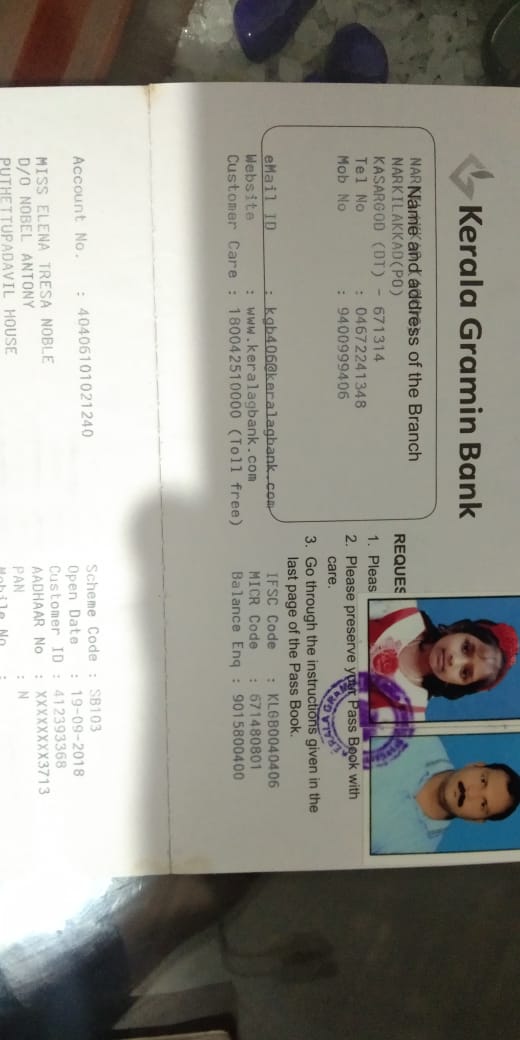 Kerala Gramin Bank
Name and address of the Branch
NARKILAKKAD(PO)
KASARGOD (DT) - 671314
Tel No : 04672241348
Mob No : 9400999406
eMail ID : kgb406@keralagbank.com
Website : www.keralagbank.com
Customer Care : 180042510000 (Toll free)
REQUES
1. Pleas
2. Please preserve your Pass Book with
care.
3. Go through the instructions given in the
last page of the Pass Book.
IFSC Code : KLGB0040406
MICR Code : 671480801
Balance Enq : 9015800400
Account No. : 40406101021240
MISS ELENA TRESA NOBLE
D/O NOBEL ANTONY
PUTHETTUPADAVIL HOUSE
Scheme Code : SB103
Open Date : 19-09-2018
Customer ID : 412393368
AADHAAR No : XXXXXXXX3713
PAN : N
Mobile No :